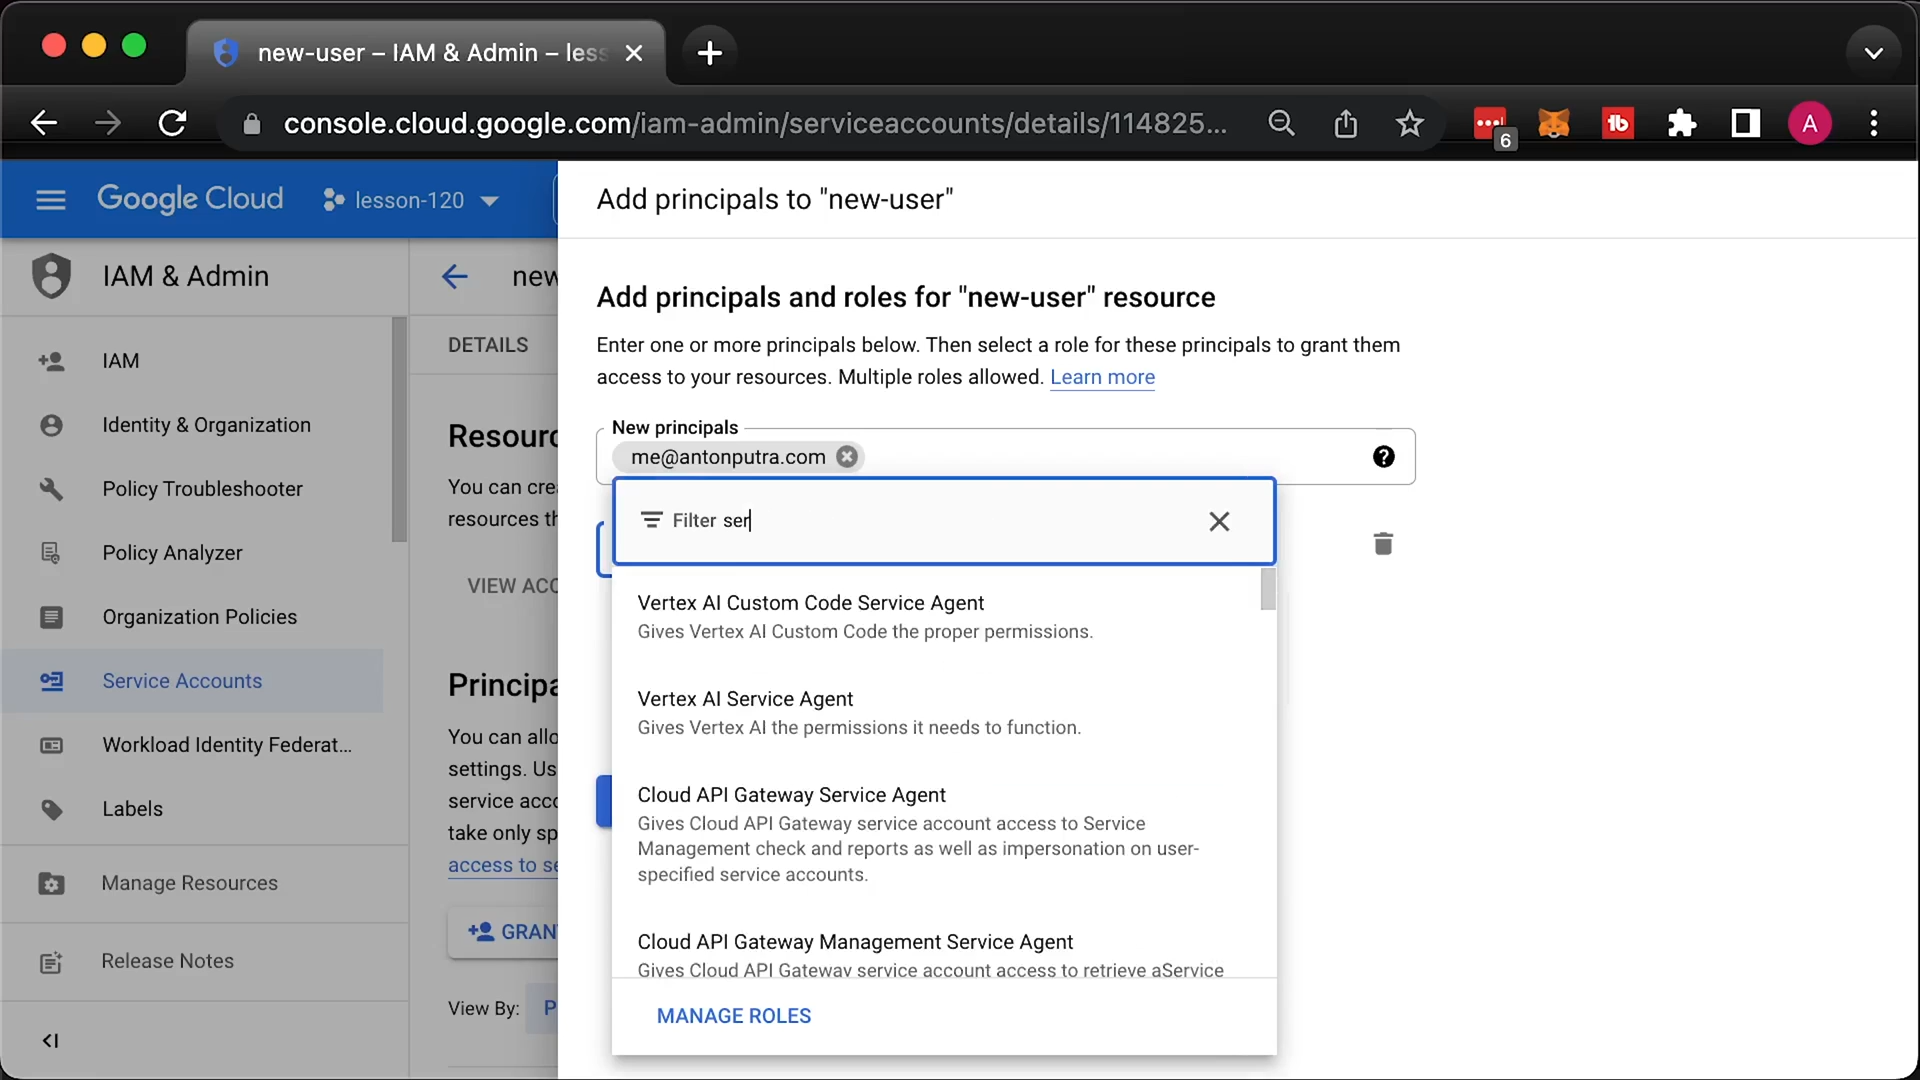 new-user – IAM & Admin – less
console.cloud.google.com/iam-admin/serviceaccounts/details/114825...
6
A
Google Cloud
lesson-120
Add principals to "new-user"
IAM & Admin
new
IAM
Identity & Organization
Policy Troubleshooter
Policy Analyzer
Organization Policies
Service Accounts
Workload Identity Federat...
Labels
Manage Resources
Release Notes
DETAILS
Resourc
You can cre
resources th
VIEW ACC
Principa
You can allo
settings. Us
service acco
take only sp
access to se
GRAN
View By:
P
Add principals and roles for "new-user" resource
Enter one or more principals below. Then select a role for these principals to grant them
access to your resources. Multiple roles allowed. Learn more
New principals
me@antonputra.com
Filter ser
Vertex AI Custom Code Service Agent
Gives Vertex AI Custom Code the proper permissions.
Vertex AI Service Agent
Gives Vertex AI the permissions it needs to function.
Cloud API Gateway Service Agent
Gives Cloud API Gateway service account access to Service
Management check and reports as well as impersonation on user-
specified service accounts.
Cloud API Gateway Management Service Agent
Gives Cloud API Gateway service account access to retrieve aService
MANAGE ROLES